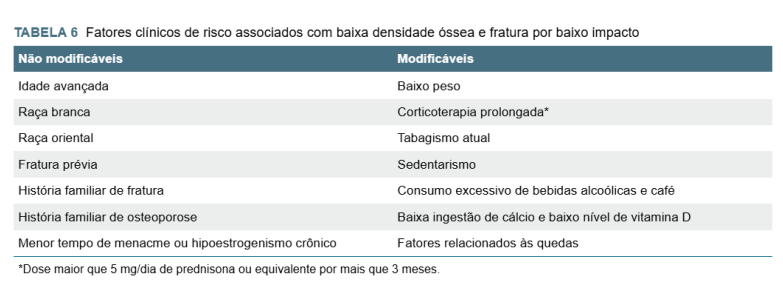 TABELA 6 Fatores clínicos de risco associados com baixa densidade óssea e fratura por baixo impacto
Não modificáveis Modificáveis
Idade avançada Baixo peso
Raça branca Corticoterapia prolongada*
Raça oriental Tabagismo atual
Fratura prévia Sedentarismo
História familiar de fratura Consumo excessivo de bebidas alcoólicas e café
História familiar de osteoporose Baixa ingestão de cálcio e baixo nível de vitamina D
Menor tempo de menacme ou hipoestrogenismo crônico Fatores relacionados às quedas
*Dose maior que 5 mg/dia de prednisona ou equivalente por mais que 3 meses.